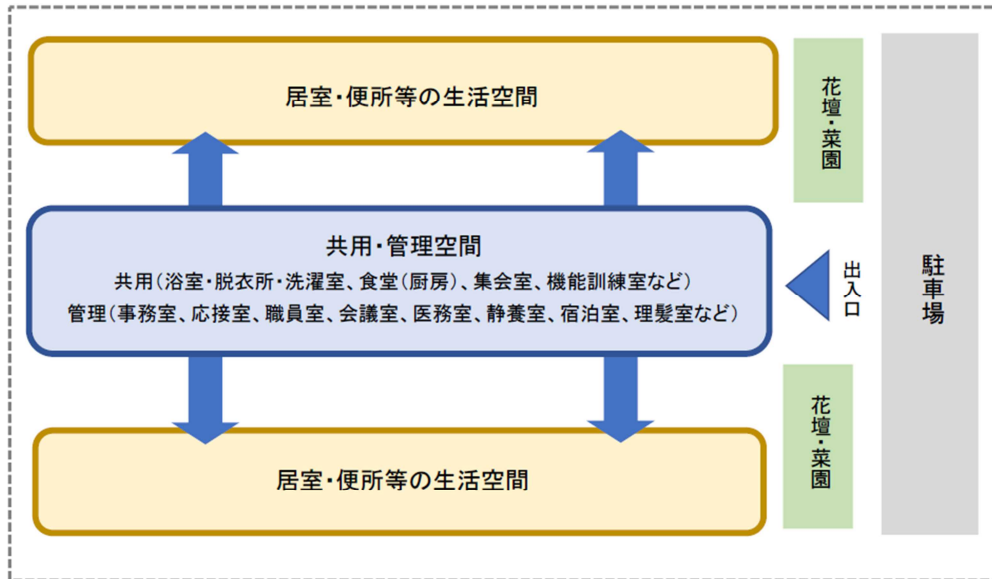 居室・便所等の生活空間
花壇・菜園
共用・管理空間
共用(浴室・脱衣所・洗濯室、食堂(厨房)、集会室、機能訓練室など)
管理(事務室、応接室、職員室、会議室、医務室、静養室、宿泊室、理髪室など)
出入口
駐車場
居室・便所等の生活空間
花壇・菜園